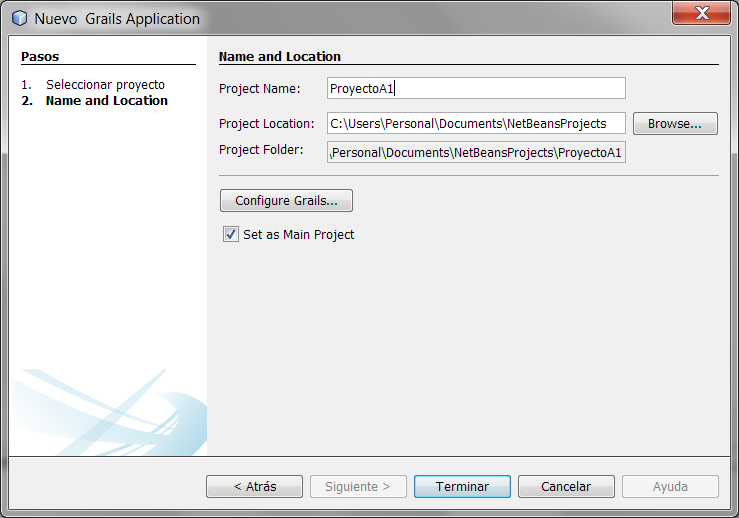 Nuevo Grails Application
Pasos
1. Seleccionar proyecto
2. Name and Location
Name and Location
Project Name: ProyectoA1
Project Location: C:\Users\Personal\Documents\NetBeansProjects Browse...
Project Folder: \Personal\Documents\NetBeansProjects\ProyectoA1
Configure Grails...
Set as Main Project
< Atrás Siguiente > Terminar Cancelar Ayuda